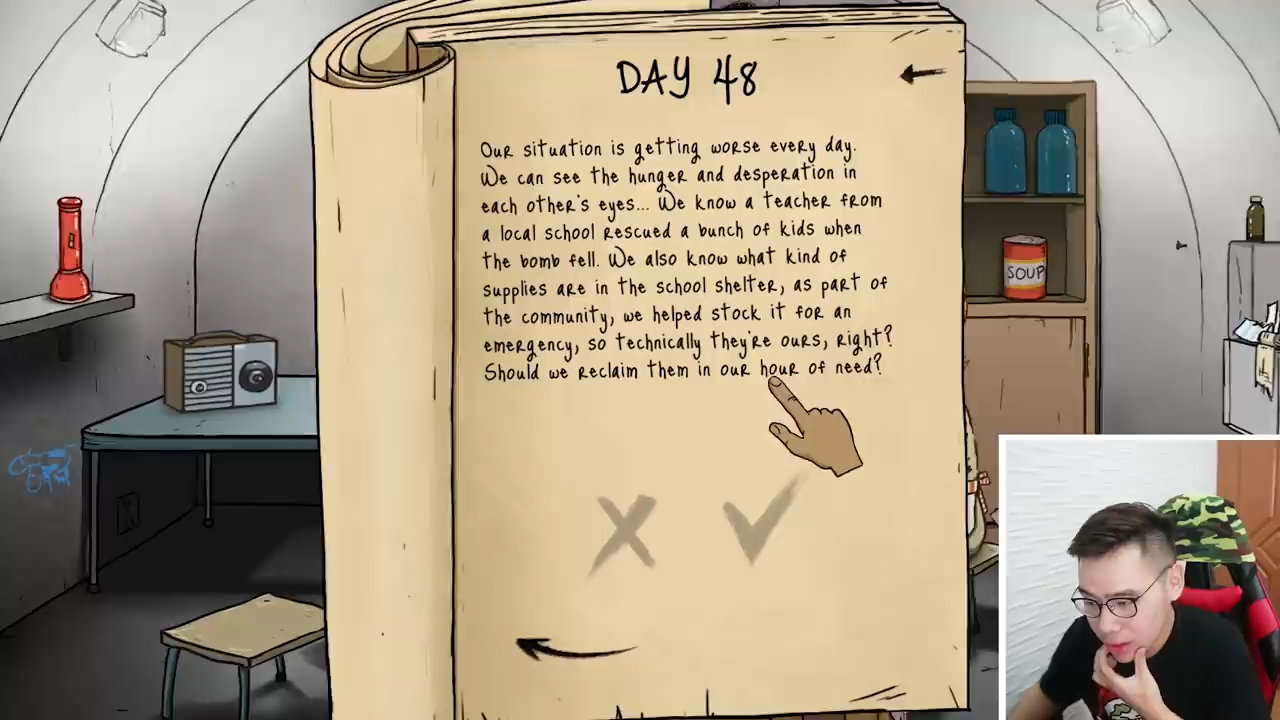 DAY 48
Our situation is getting worse every day.
We can see the hunger and desperation in
each other's eyes... We know a teacher from
a local school rescued a bunch of kids when
the bomb fell. We also know what kind of
supplies are in the school shelter, as part of
the community, we helped stock it for an
emergency, so technically they're ours, right?
Should we reclaim them in our hour of need?
SOUP